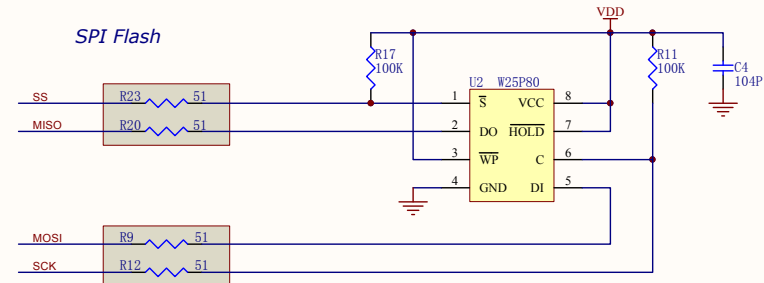 VDD
SPI Flash
R17
100K
R11
100K
C4
104P
U2 W25P80
SS R23 51
MISO R20 51
1 S VCC 8
2 DO HOLD 7
3 WP C 6
4 GND DI 5
MOSI R9 51
SCK R12 51